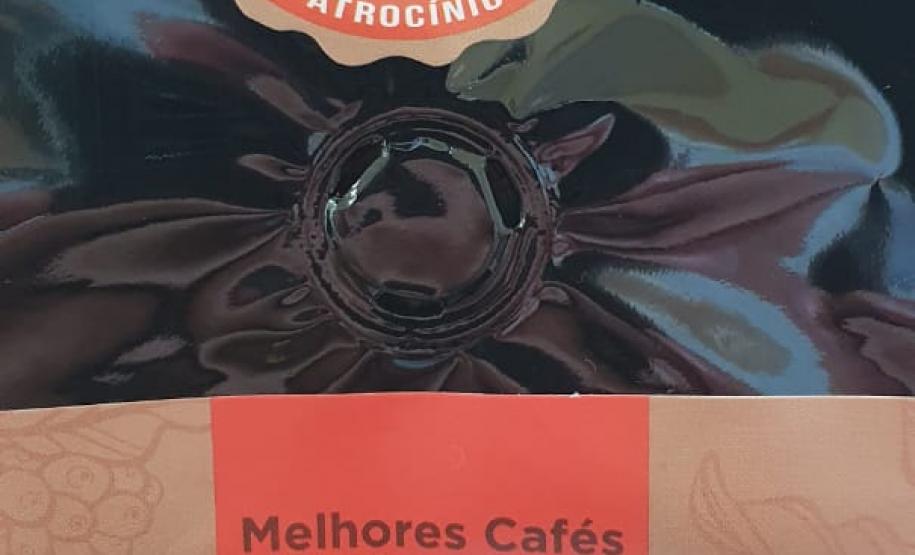 ATROCÍNIO
Melhores Cafés